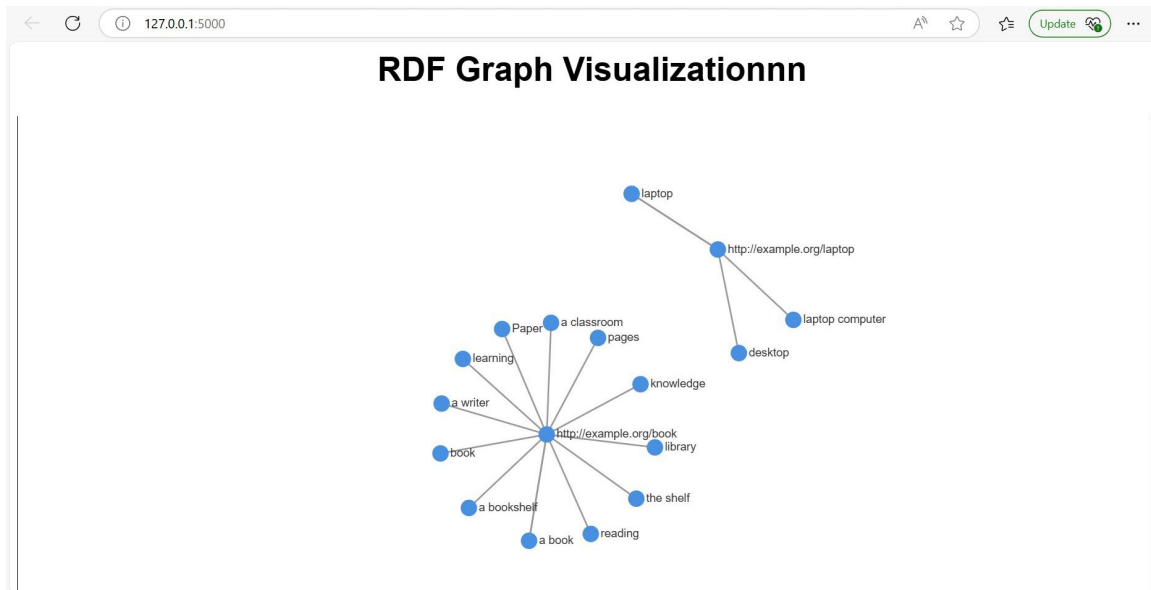 127.0.0.1:5000
Update
RDF Graph Visualizationnn
laptop
http://example.org/laptop
laptop computer
desktop
a classroom
Paper
pages
learning
knowledge
a writer
http://example.org/book
library
book
the shelf
a bookshelf
reading
a book